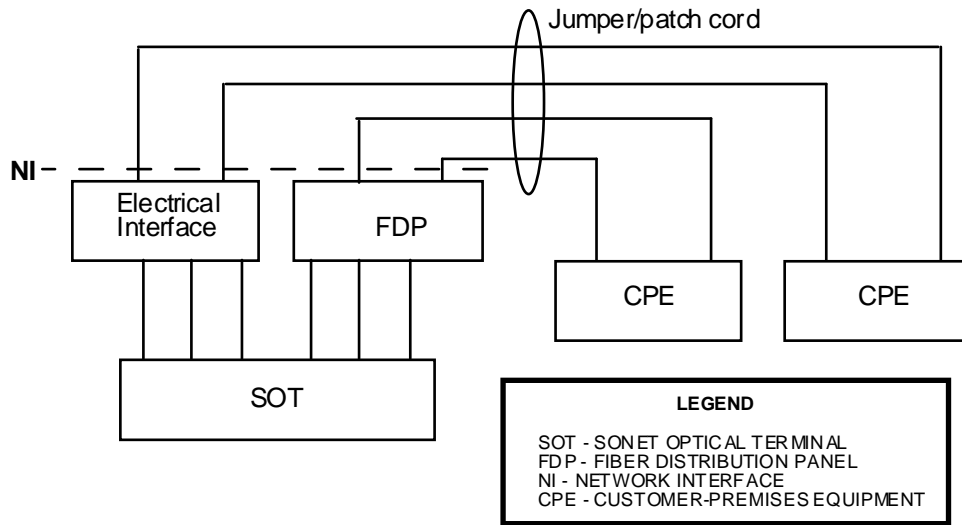 Jumper/patch cord
NI
Electrical
Interface
FDP
CPE
CPE
SOT
LEGEND
SOT - SONET OPTICAL TERMINAL
FDP - FIBER DISTRIBUTION PANEL
NI - NETWORK INTERFACE
CPE - CUSTOMER-PREMISES EQUIPMENT